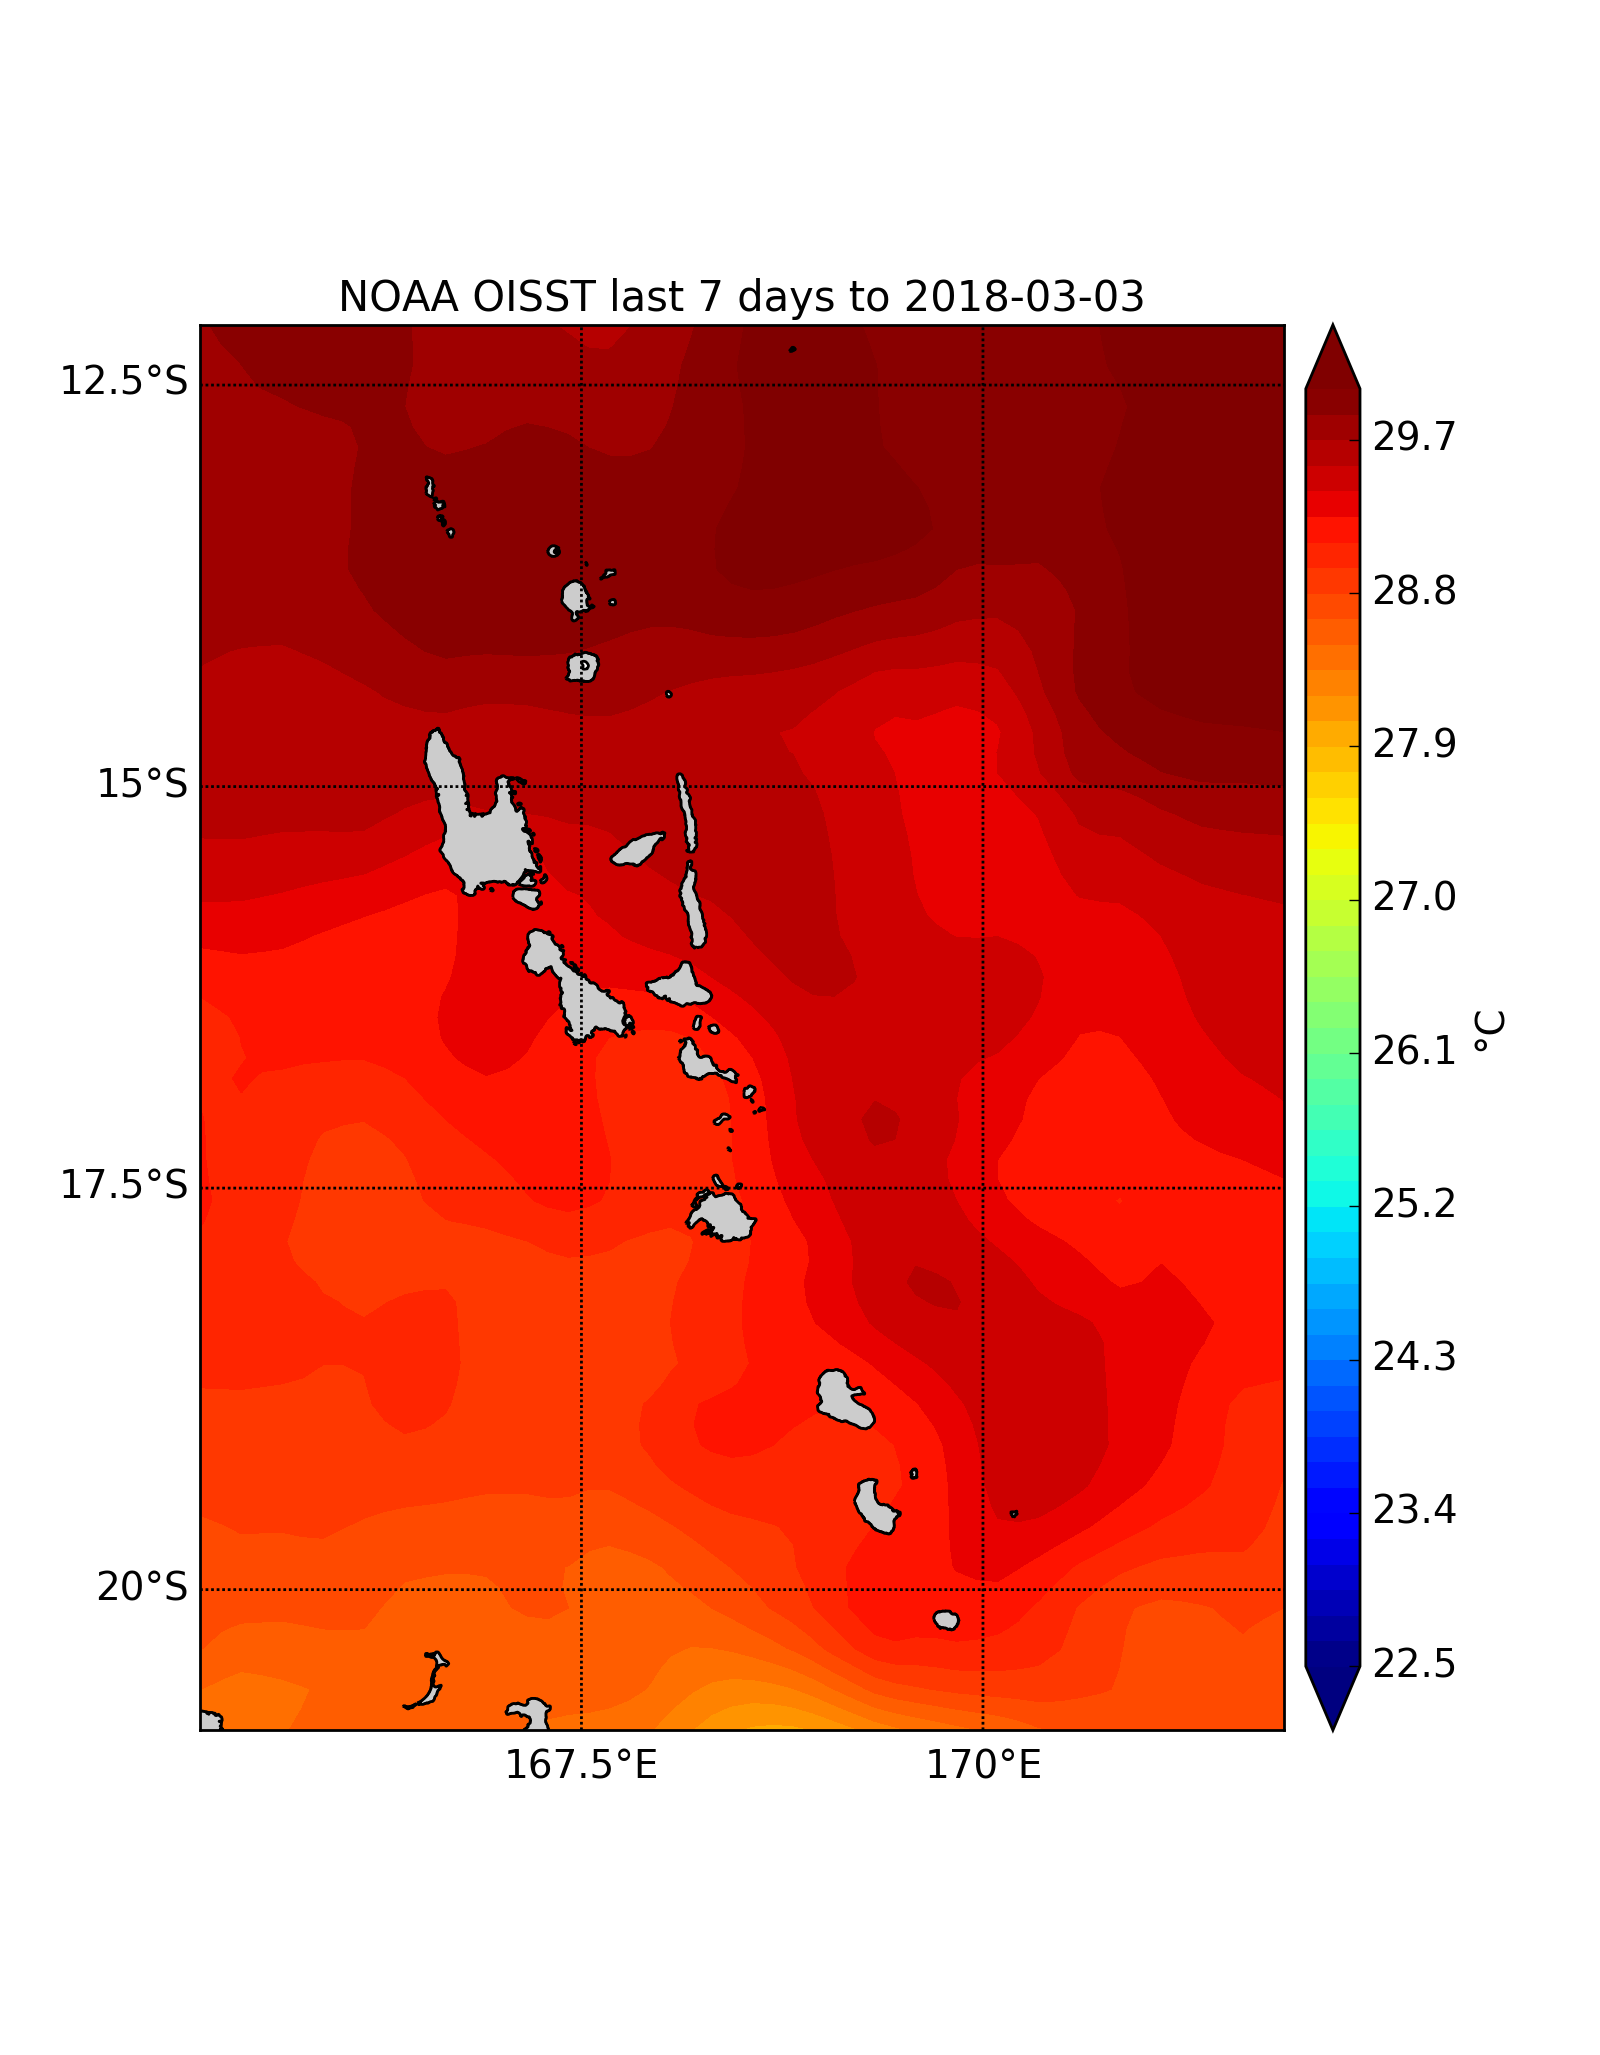 NOAA OISST last 7 days to 2018-03-03
12.5°S
15°S
17.5°S
20°S
167.5°E
170°E
29.7
28.8
27.9
27.0
26.1
25.2
24.3
23.4
22.5
°C